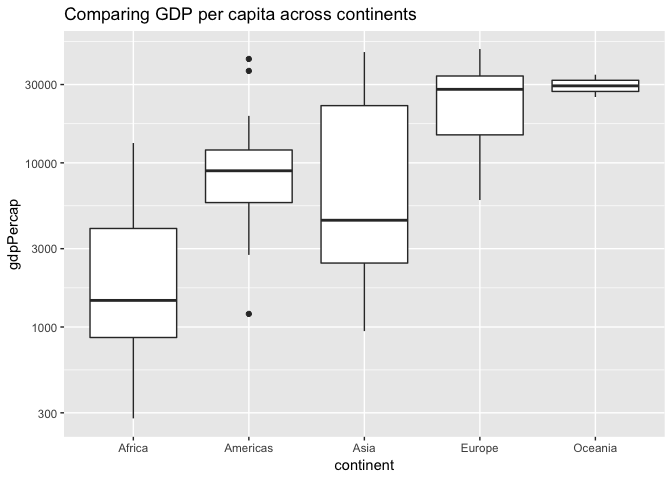 Comparing GDP per capita across continents
gdpPercap
30000
10000
3000
1000
300
Africa Americas Asia Europe Oceania
continent